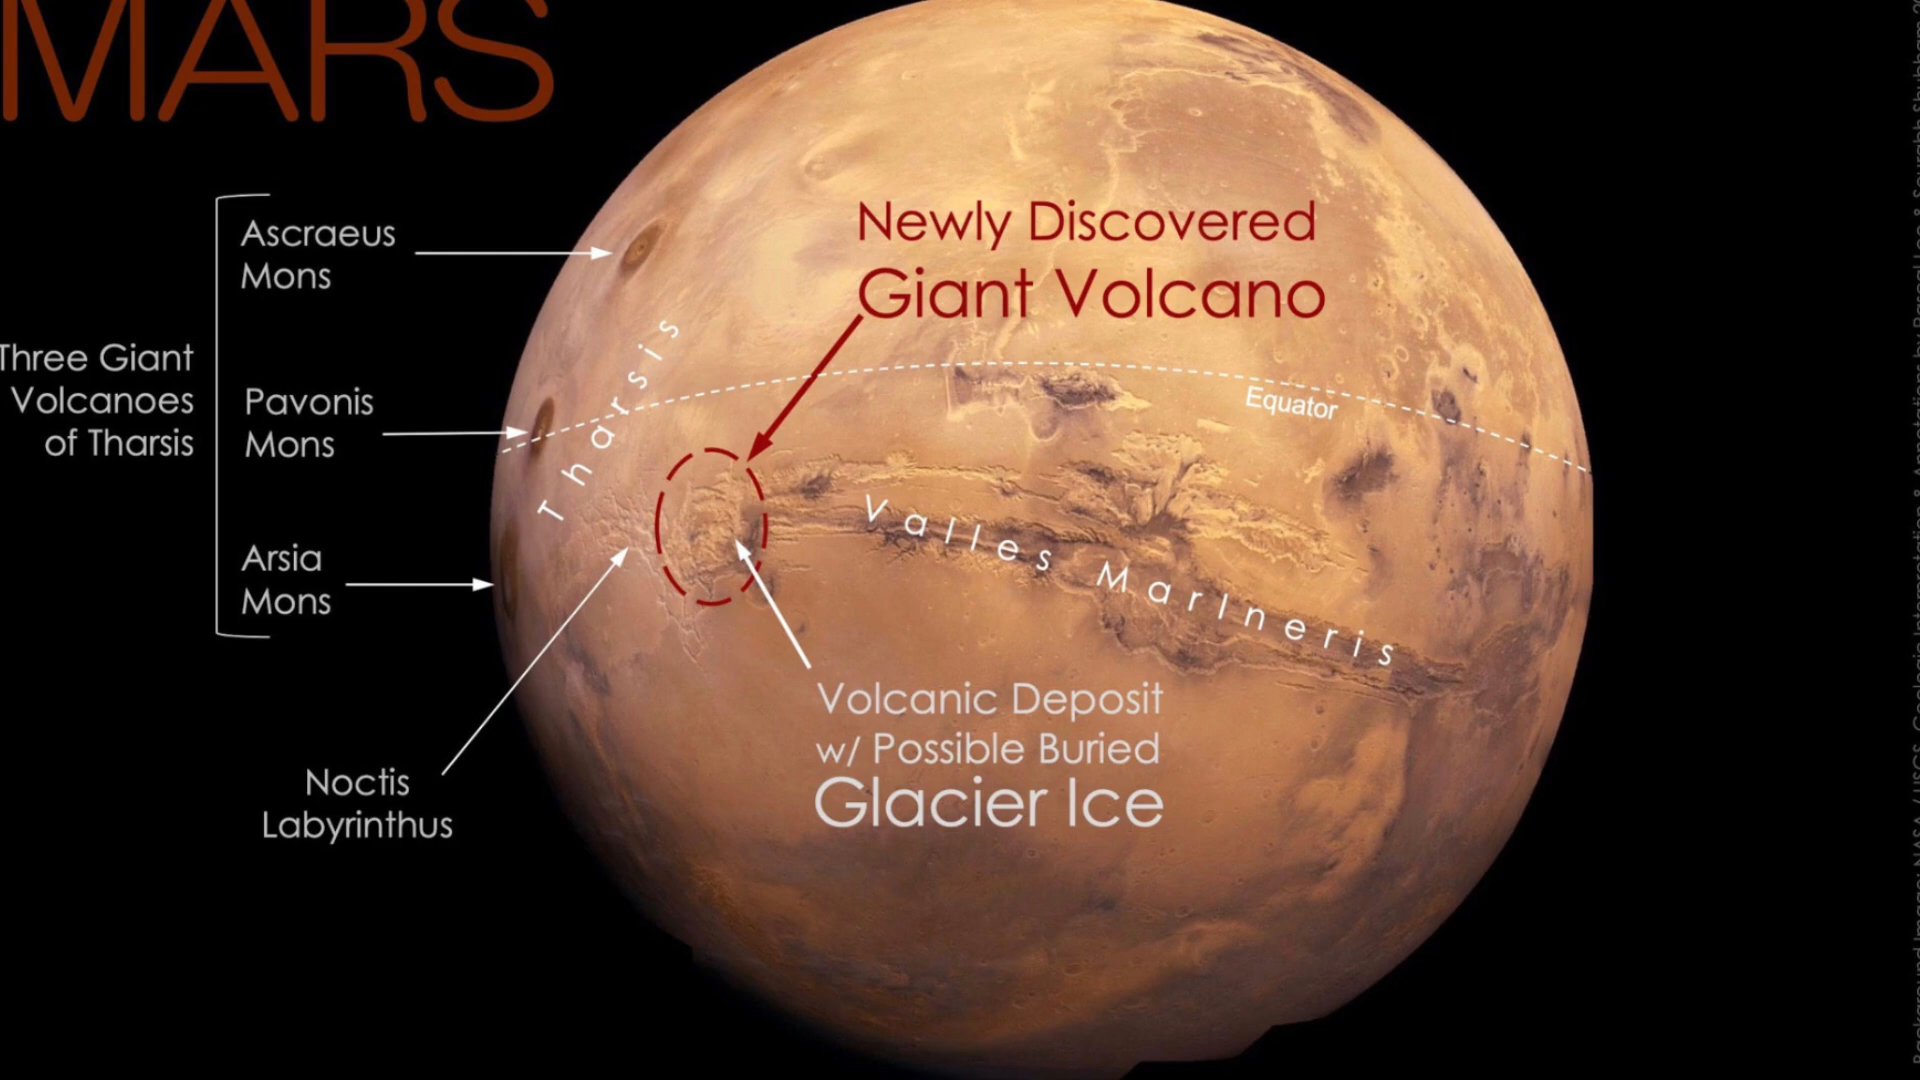 MARS
Newly Discovered
Giant Volcano
Ascraeus
Mons
Three Giant
Volcanoes
of Tharsis
Pavonis
Mons
Arsia
Mons
Tharsis
Equator
Valles MarIneris
Volcanic Deposit
w/ Possible Buried
Glacier Ice
Noctis
Labyrinthus